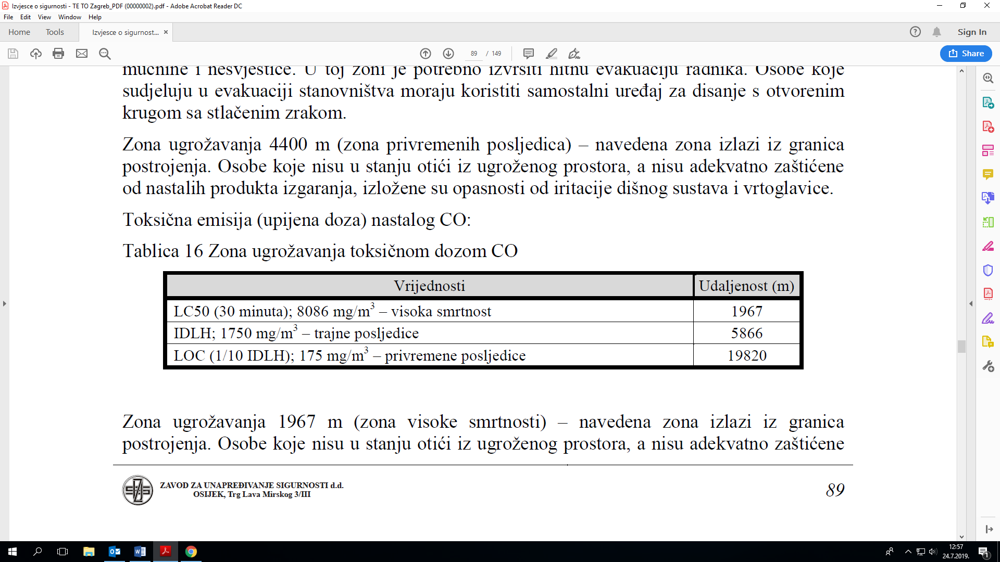 Izvjesce o sigurnosti - TE TO Zagreb_PDF (00000002).pdf - Adobe Acrobat Reader DC
File Edit View Window Help
Home Tools Izvjesce o sigurnost... Sign In
89 / 149 Share
mučnine i nesvjestice. U toj zoni je potrebno izvršiti hitnu evakuaciju radnika. Osobe koje
sudjeluju u evakuaciji stanovništva moraju koristiti samostalni uređaj za disanje s otvorenim
krugom sa stlačenim zrakom.
Zona ugrožavanja 4400 m (zona privremenih posljedica) – navedena zona izlazi iz granica
postrojenja. Osobe koje nisu u stanju otići iz ugroženog prostora, a nisu adekvatno zaštićene
od nastalih produkta izgaranja, izložene su opasnosti od iritacije dišnog sustava i vrtoglavice.
Toksična emisija (upijena doza) nastalog CO:
Tablica 16 Zona ugrožavanja toksičnom dozom CO
Vrijednosti Udaljenost (m)
LC50 (30 minuta); 8086 mg/m³ – visoka smrtnost 1967
IDLH; 1750 mg/m³ – trajne posljedice 5866
LOC (1/10 IDLH); 175 mg/m³ – privremene posljedice 19820
Zona ugrožavanja 1967 m (zona visoke smrtnosti) – navedena zona izlazi iz granica
postrojenja. Osobe koje nisu u stanju otići iz ugroženog prostora, a nisu adekvatno zaštićene
ZAVOD ZA UNAPREĐIVANJE SIGURNOSTI d.d.
OSIJEK, Trg Lava Mirskog 3/III
89
12:57
24.7.2019.
1